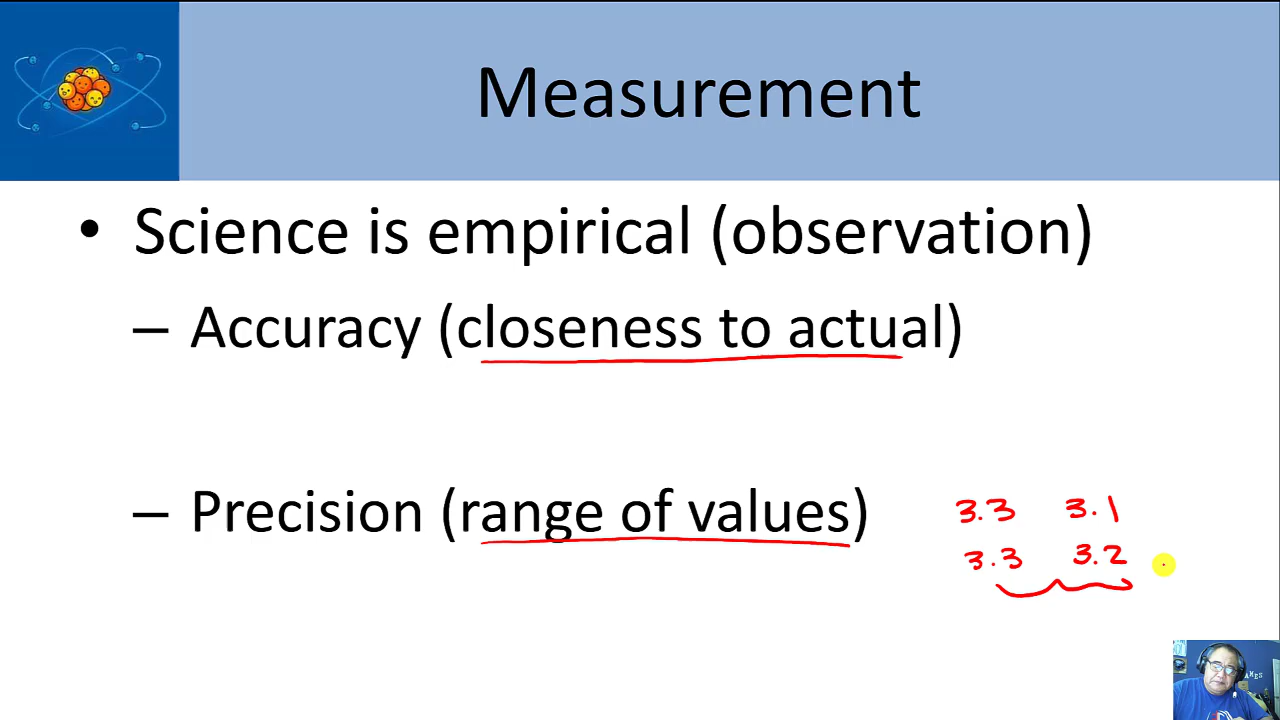 Measurement
• Science is empirical (observation)
– Accuracy (closeness to actual)
– Precision (range of values)
3.3 3.1
3.3 3.2